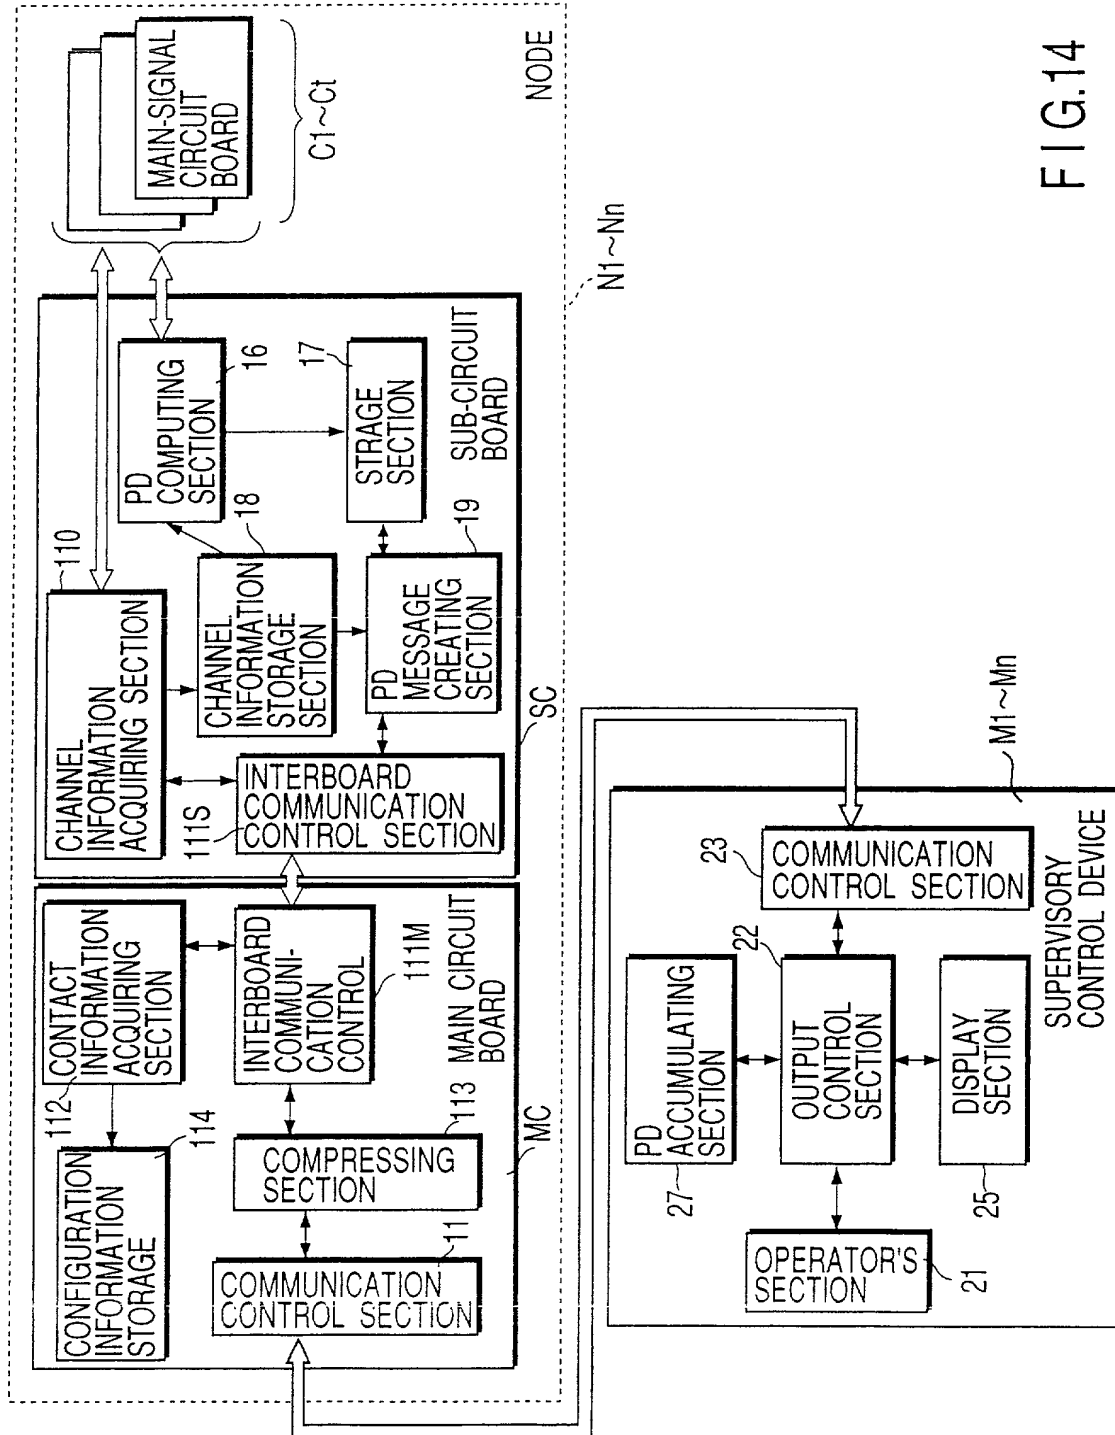 NODE
MAIN-SIGNAL
CIRCUIT
BOARD
C1~Ct
N1~Nn
CHANNEL
INFORMATION
ACQUIRING SECTION
110
PD
COMPUTING
SECTION
16
CHANNEL
INFORMATION
STORAGE
SECTION
18
STRAGE
SECTION
17
PD
MESSAGE
CREATING
SECTION
19
INTERBOARD
COMMUNICATION
CONTROL SECTION
111S
SUB-CIRCUIT
BOARD
SC
CONTACT
INFORMATION
ACQUIRING
SECTION
112
CONFIGURATION
INFORMATION
STORAGE
114
INTERBOARD
COMMUNI-
CATION
CONTROL
111M
COMPRESSING
SECTION
113
COMMUNICATION
CONTROL SECTION
11
MAIN CIRCUIT
BOARD
MC
M1~Mn
COMMUNICATION
CONTROL SECTION
23
PD
ACCUMULATING
SECTION
27
OUTPUT
CONTROL
SECTION
22
DISPLAY
SECTION
25
OPERATOR'S
SECTION
21
SUPERVISORY
CONTROL DEVICE
FIG.14